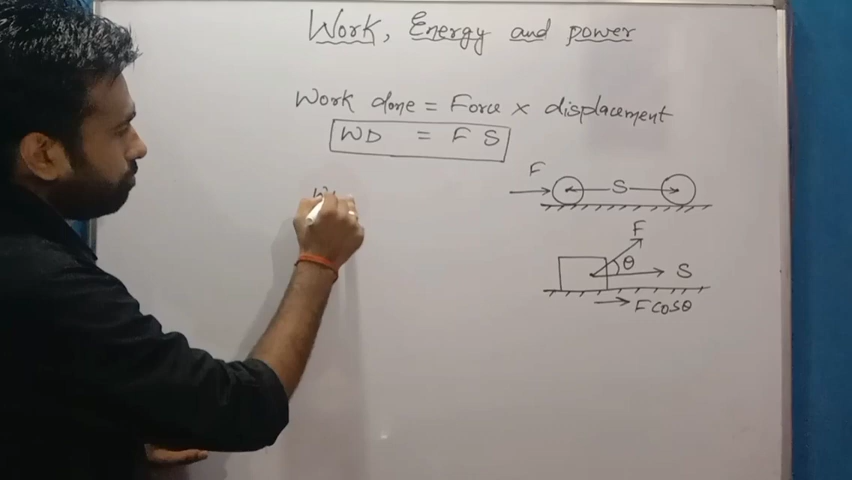 Work, Energy and power
Work done = Force × displacement
WD = F S
F
S
F
θ
S
F cosθ